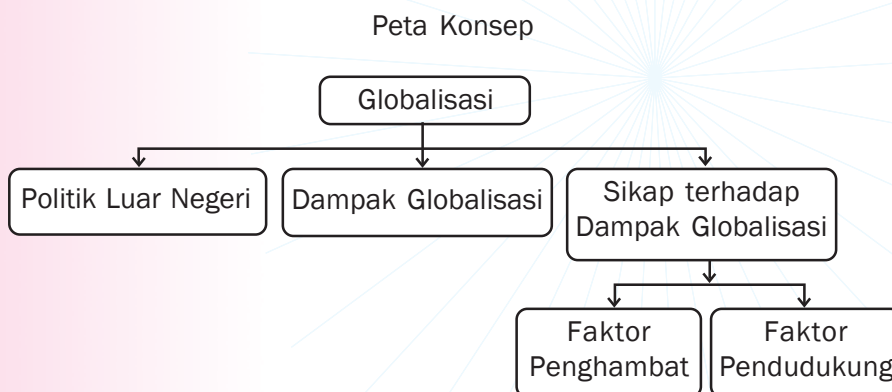 Peta Konsep
Globalisasi
Politik Luar Negeri
Dampak Globalisasi
Sikap terhadap
Dampak Globalisasi
Faktor
Penghambat
Faktor
Pendudukung